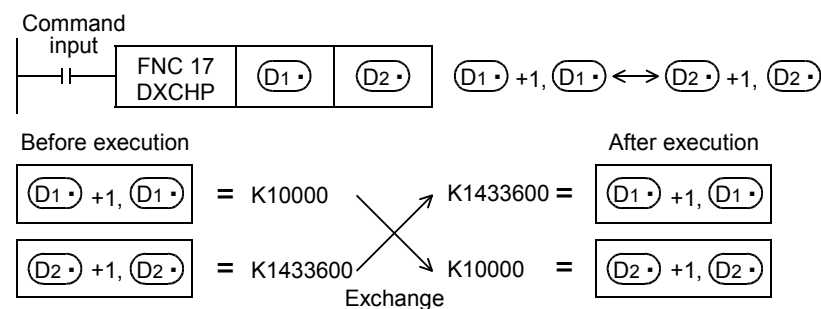 Command
input
FNC 17
DXCHP
D1・
D2・
D1・ +1, D1・ ↔ D2・ +1, D2・
Before execution
After execution
D1・ +1, D1・ = K10000
K1433600 = D1・ +1, D1・
D2・ +1, D2・ = K1433600
K10000 = D2・ +1, D2・
Exchange